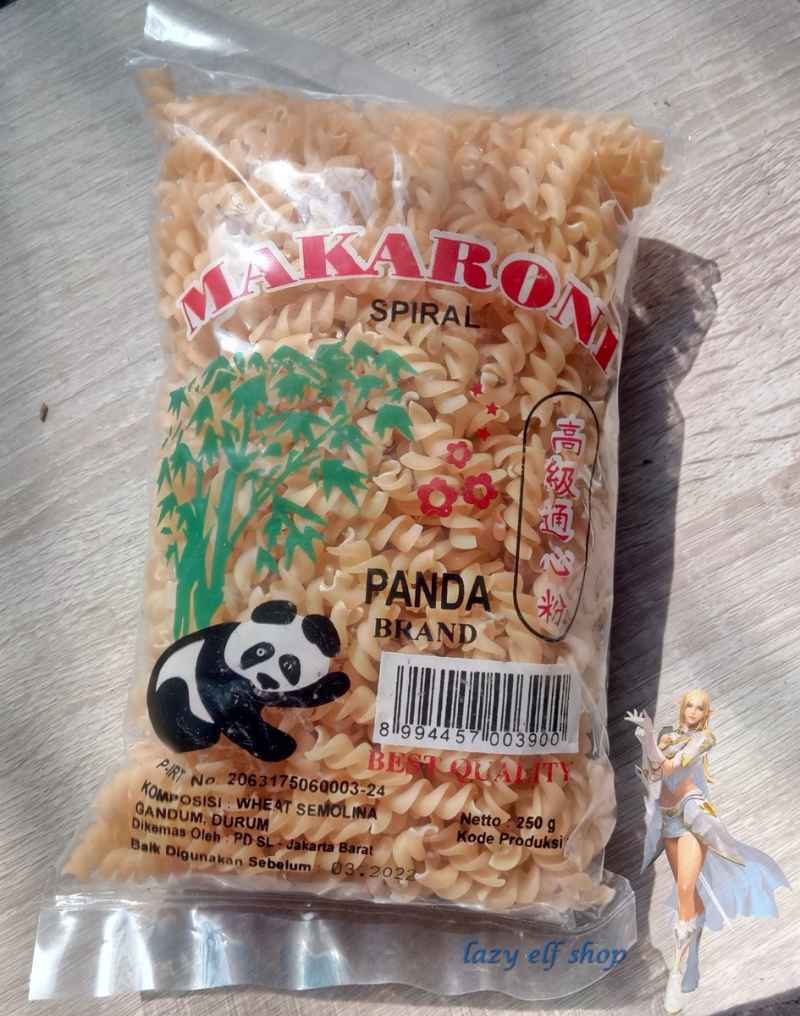 MAKARONI
SPIRAL
高級通心粉
PANDA
BRAND
8 994457 003900
BEST QUALITY
P-IRT No. 2063175060003-24
KOMPOSISI : WHEAT SEMOLINA
GANDUM, DURUM
Dikemas Oleh : PD SL - Jakarta Barat
Baik Digunakan Sebelum : 03.2022
Netto : 250 g
Kode Produksi
lazy elf shop